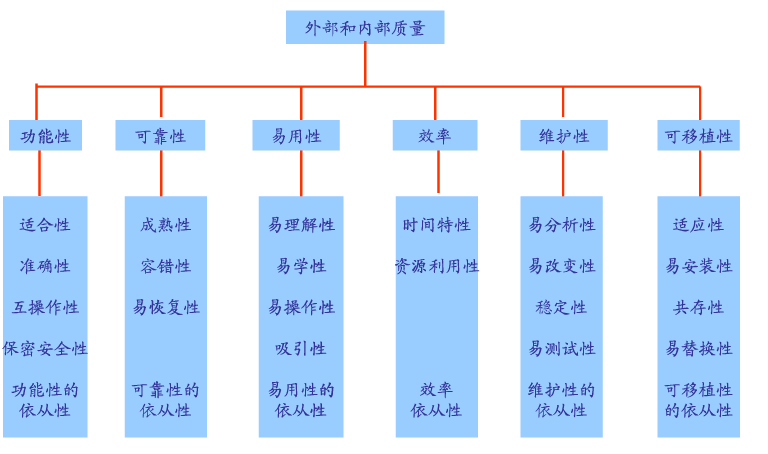 外部和内部质量
功能性
可靠性
易用性
效率
维护性
可移植性
适合性
准确性
互操作性
保密安全性
功能性的
依从性
成熟性
容错性
易恢复性
可靠性的
依从性
易理解性
易学性
易操作性
吸引性
易用性的
依从性
时间特性
资源利用性
效率
依从性
易分析性
易改变性
稳定性
易测试性
维护性的
依从性
适应性
易安装性
共存性
易替换性
可移植性
的依从性